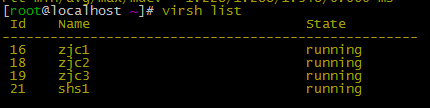 [root@localhost ~]# virsh list
Id Name State
----------------------------------------------------
16 zjc1 running
18 zjc2 running
19 zjc3 running
21 shs1 running